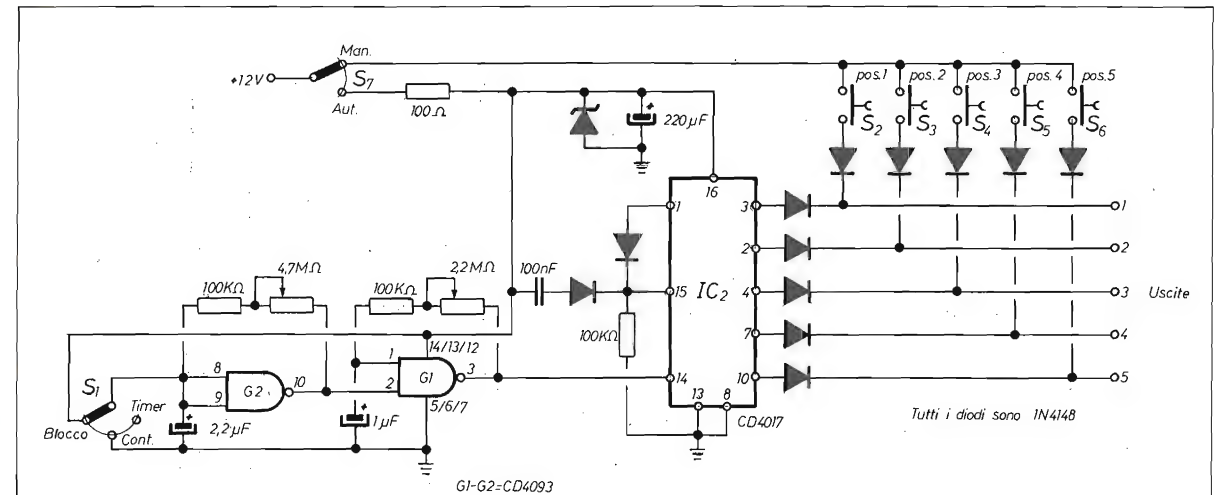 Man.
+12V
S7
Aut.
100Ω
220µF
pos.1
pos.2
pos.3
pos.4
pos.5
S2
S3
S4
S5
S6
16
1
3
1
2
2
100nF
15
IC2
4
3
Uscite
100KΩ
4,7MΩ
100KΩ
2,2MΩ
100KΩ
7
4
14/13/12
1
8
G2
10
2
G1
3
14
10
5
9
S1
Timer
Blocco
Cont.
2,2µF
1µF
5/6/7
13
8
CD4017
Tutti i diodi sono 1N4148
G1-G2=CD4093